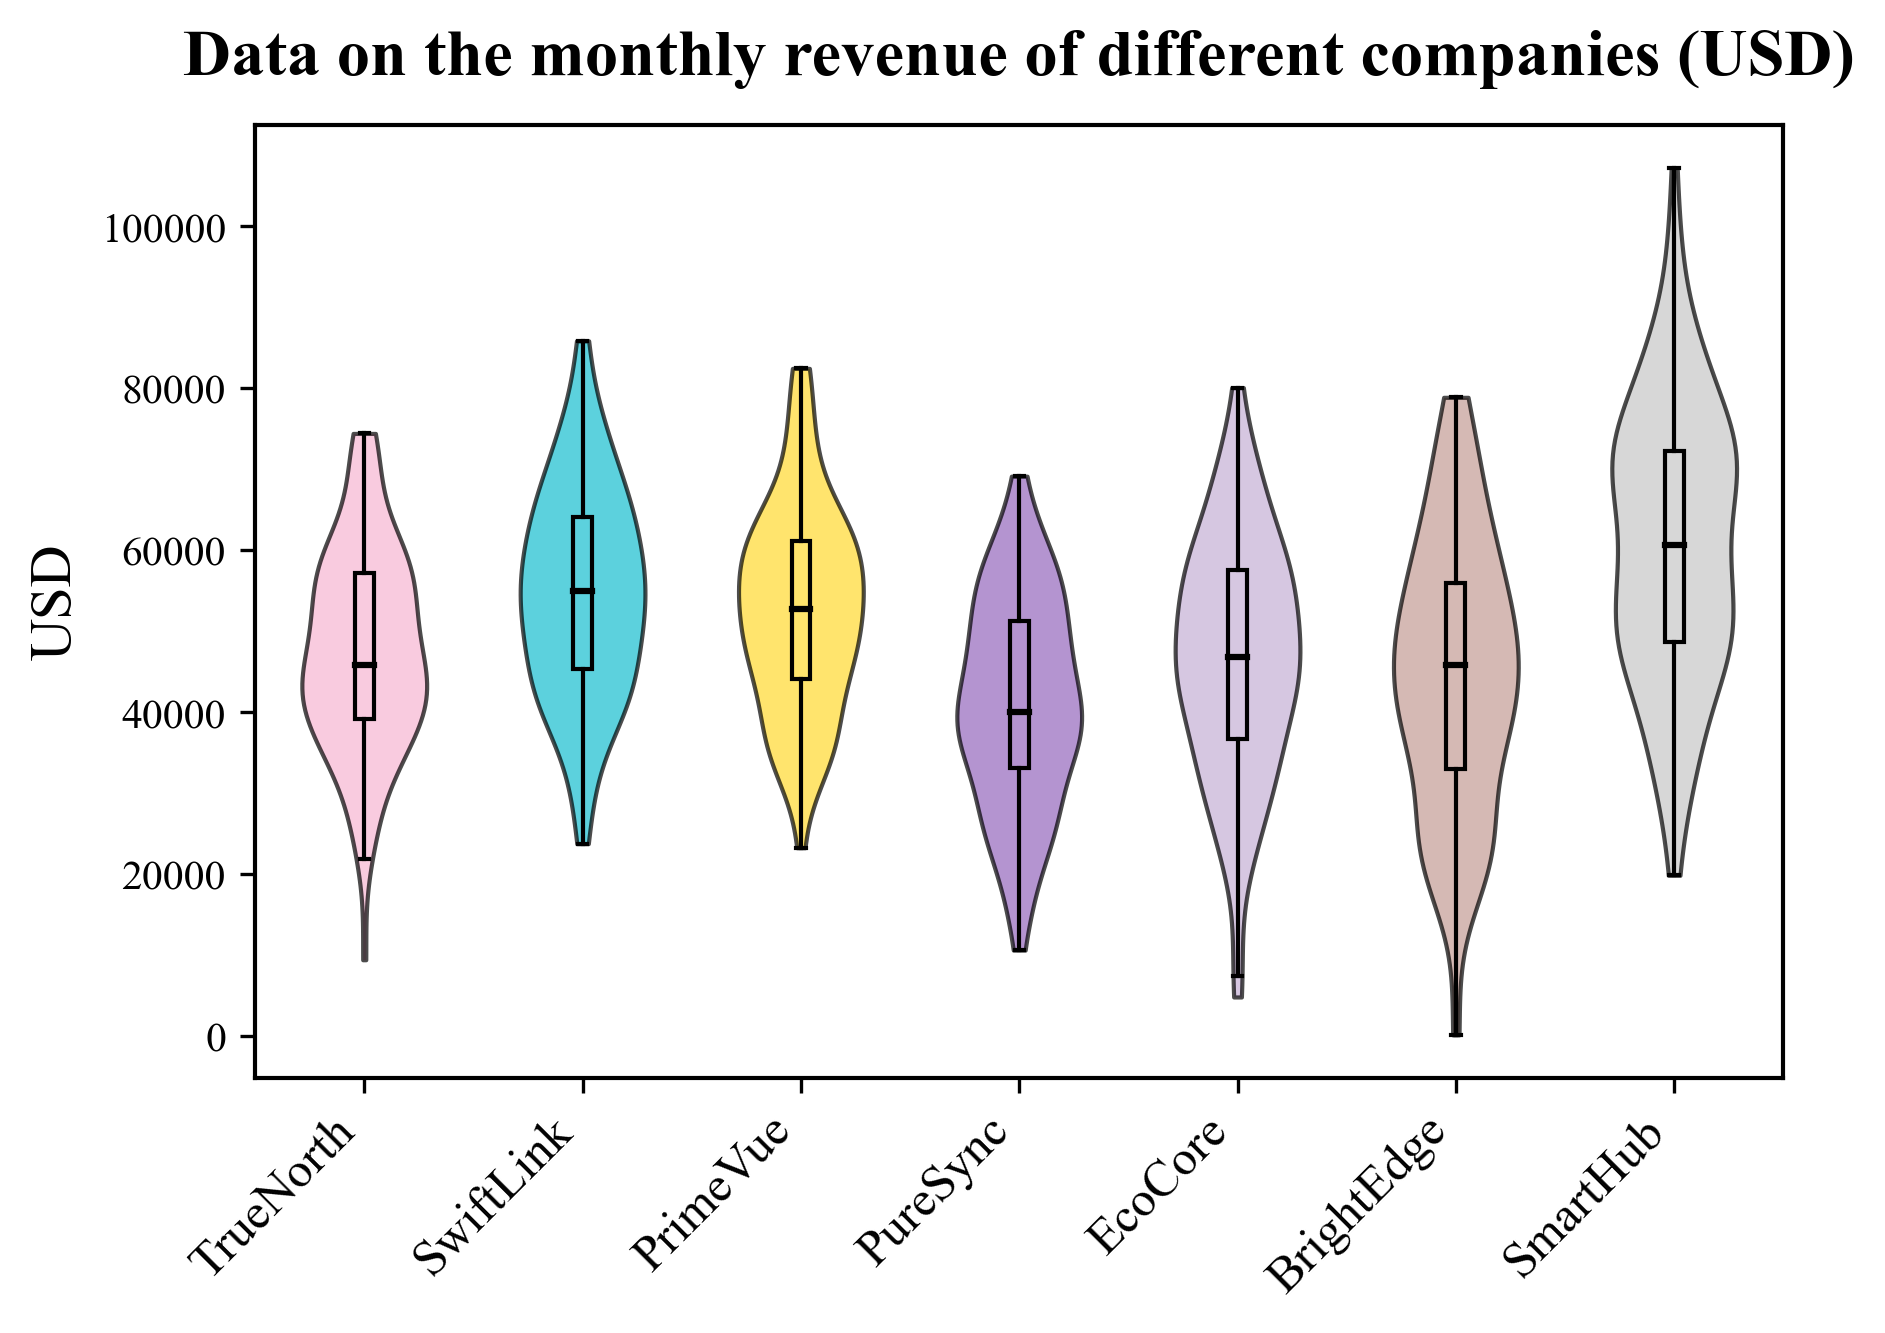 Data on the monthly revenue of different companies (USD)
USD
100000
80000
60000
40000
20000
0
TrueNorth
SwiftLink
PrimeVue
PureSync
EcoCore
BrightEdge
SmartHub